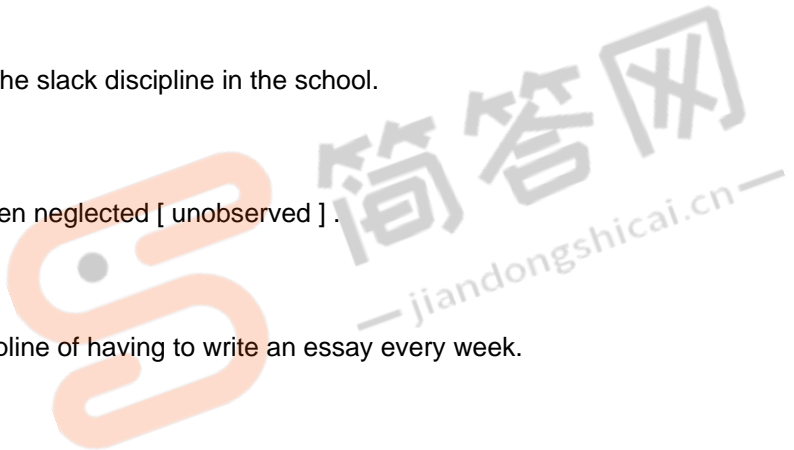 he slack discipline in the school.
en neglected [ unobserved ] .
oline of having to write an essay every week.
简答网
jiandongshicai.cn